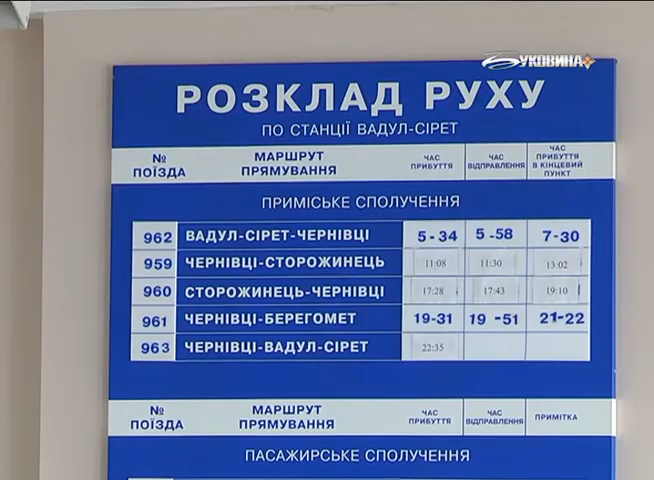 БУКОВИНА+
РОЗКЛАД РУХУ
ПО СТАНЦІЇ ВАДУЛ-СІРЕТ
№ ПОЇЗДА МАРШРУТ ПРЯМУВАННЯ ЧАС ПРИБУТТЯ ЧАС ВІДПРАВЛЕННЯ ЧАС ПРИБУТТЯ В КІНЦЕВИЙ ПУНКТ
ПРИМІСЬКЕ СПОЛУЧЕННЯ
962 ВАДУЛ-СІРЕТ-ЧЕРНІВЦІ 5-34 5-58 7-30
959 ЧЕРНІВЦІ-СТОРОЖИНЕЦЬ 11:08 11:30 13:02
960 СТОРОЖИНЕЦЬ-ЧЕРНІВЦІ 17:28 17:43 19:10
961 ЧЕРНІВЦІ-БЕРЕГОМЕТ 19-31 19-51 21-22
963 ЧЕРНІВЦІ-ВАДУЛ-СІРЕТ 22:35
№ ПОЇЗДА МАРШРУТ ПРЯМУВАННЯ ЧАС ПРИБУТТЯ ЧАС ВІДПРАВЛЕННЯ ПРИМІТКА
ПАСАЖИРСЬКЕ СПОЛУЧЕННЯ